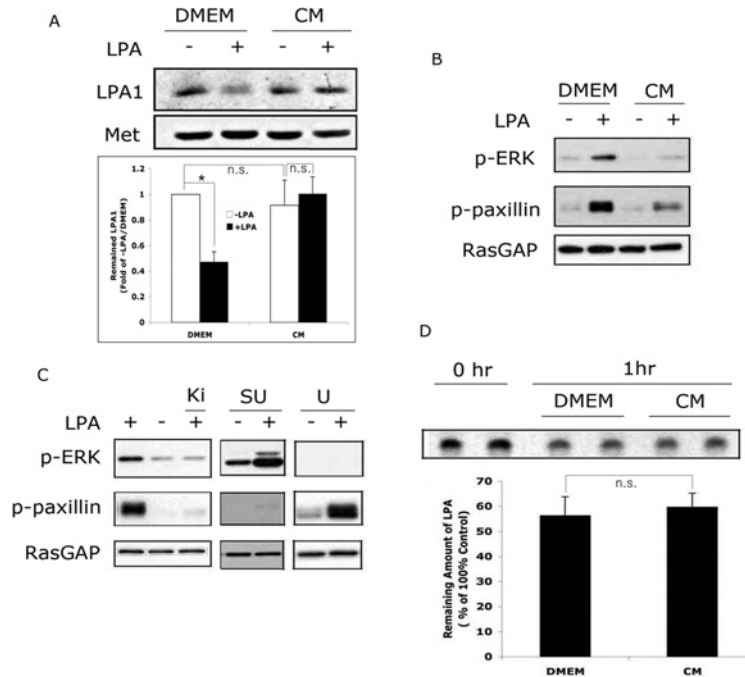 A
DMEM CM
LPA - + - +
LPA1
Met
n.s. n.s.
*
-LPA
+LPA
Remained LPA1
(Fold of -LPA/DMEM)
1.2
1
0.8
0.6
0.4
0.2
0
DMEM CM
B
DMEM CM
LPA - + - +
p-ERK
p-paxillin
RasGAP
C
Ki SU U
LPA + - + - + - +
p-ERK
p-paxillin
RasGAP
D
0 hr 1hr
DMEM CM
n.s.
Remaining Amount of LPA
( % of 100% Control)
70
60
50
40
30
20
10
0
DMEM CM